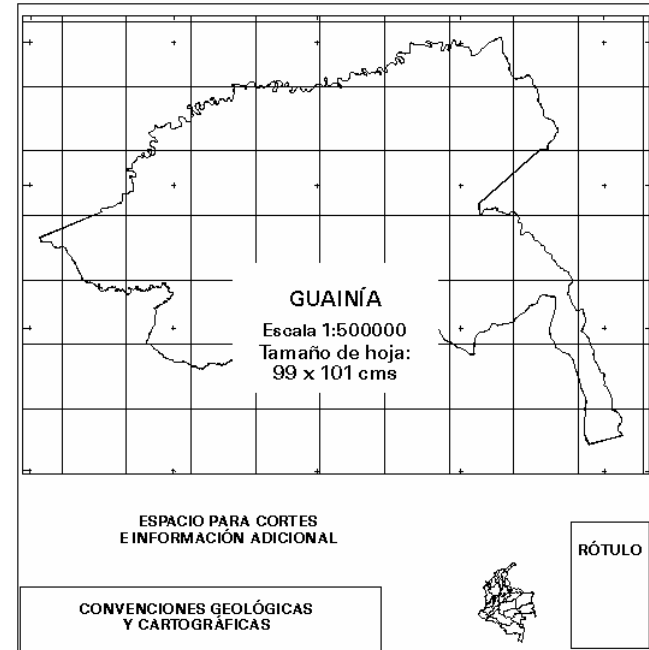 GUAINÍA
Escala 1:500000
Tamaño de hoja:
99 x 101 cms
ESPACIO PARA CORTES
E INFORMACIÓN ADICIONAL
RÓTULO
CONVENCIONES GEOLÓGICAS
Y CARTOGRÁFICAS